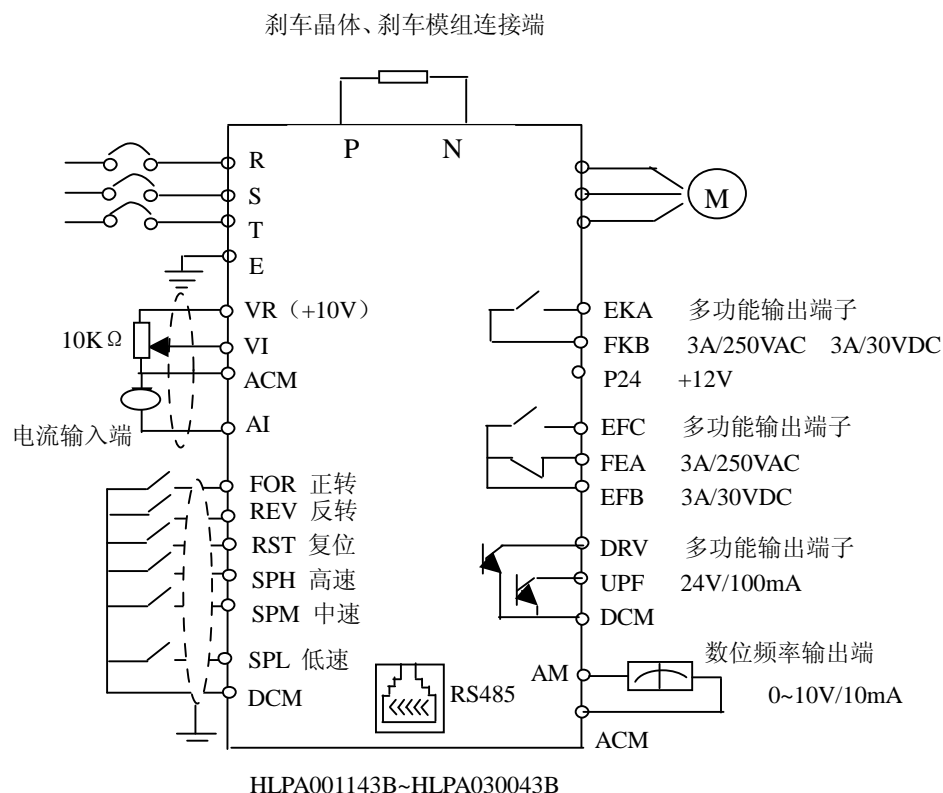 刹车晶体、刹车模组连接端
P N
R
S
T
E
M
VR（+10V）
10KΩ
VI
ACM
AI
电流输入端
FOR 正转
REV 反转
RST 复位
SPH 高速
SPM 中速
SPL 低速
DCM
RS485
EKA 多功能输出端子
FKB 3A/250VAC 3A/30VDC
P24 +12V
EFC 多功能输出端子
FEA 3A/250VAC
EFB 3A/30VDC
DRV 多功能输出端子
UPF 24V/100mA
DCM
数位频率输出端
AM
0~10V/10mA
ACM
HLPA001143B~HLPA030043B